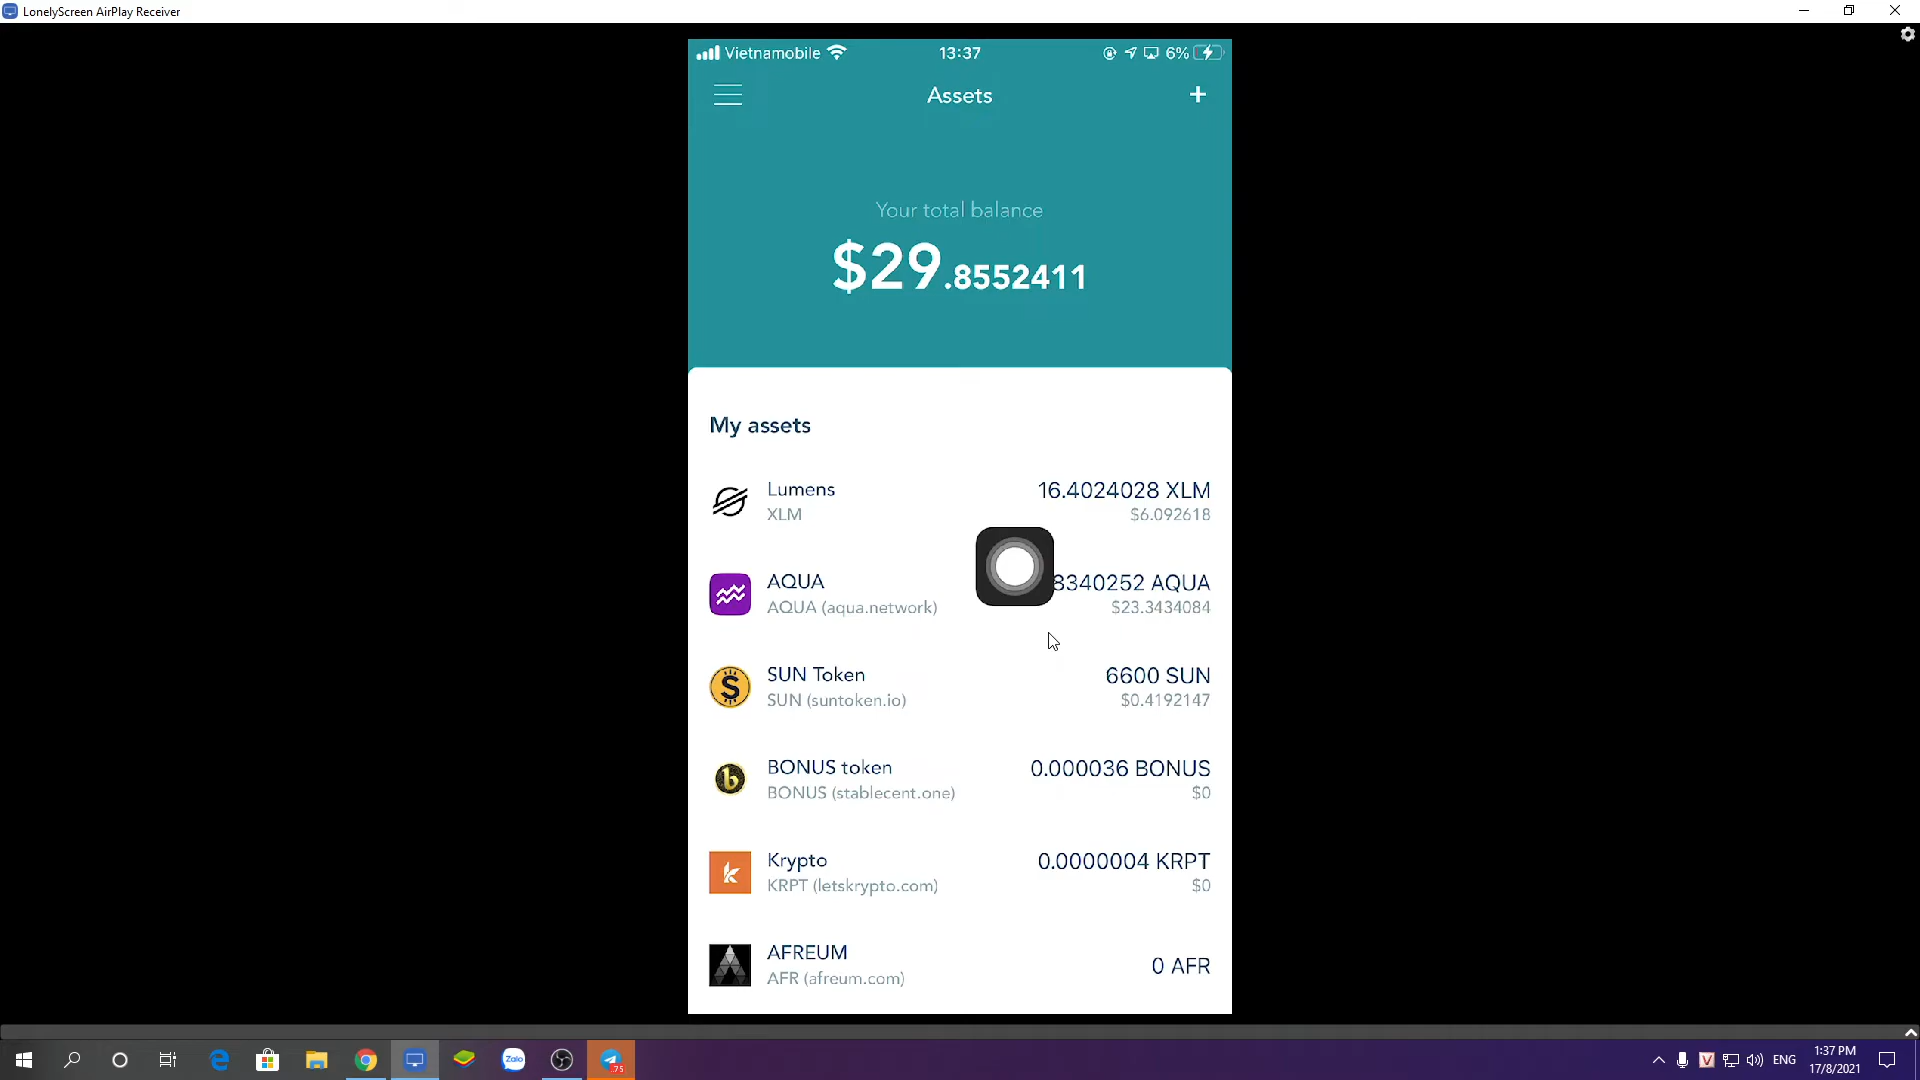 LonelyScreen AirPlay Receiver
Vietnamobile 13:37 6%
Assets
Your total balance
$29.8552411
My assets
Lumens 16.4024028 XLM
XLM $6.092618
AQUA 8340252 AQUA
AQUA (aqua.network) $23.3434084
SUN Token 6600 SUN
SUN (suntoken.io) $0.4192147
BONUS token 0.000036 BONUS
BONUS (stablecent.one) $0
Krypto 0.0000004 KRPT
KRPT (letskrypto.com) $0
AFREUM 0 AFR
AFR (afreum.com)
Zalo
.75
V
ENG
1:37 PM
17/8/2021